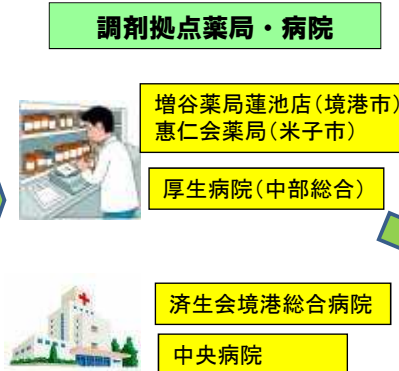 調剤拠点薬局・病院
増谷薬局蓮池店（境港市）
惠仁会薬局（米子市）
厚生病院（中部総合）
済生会境港総合病院
中央病院